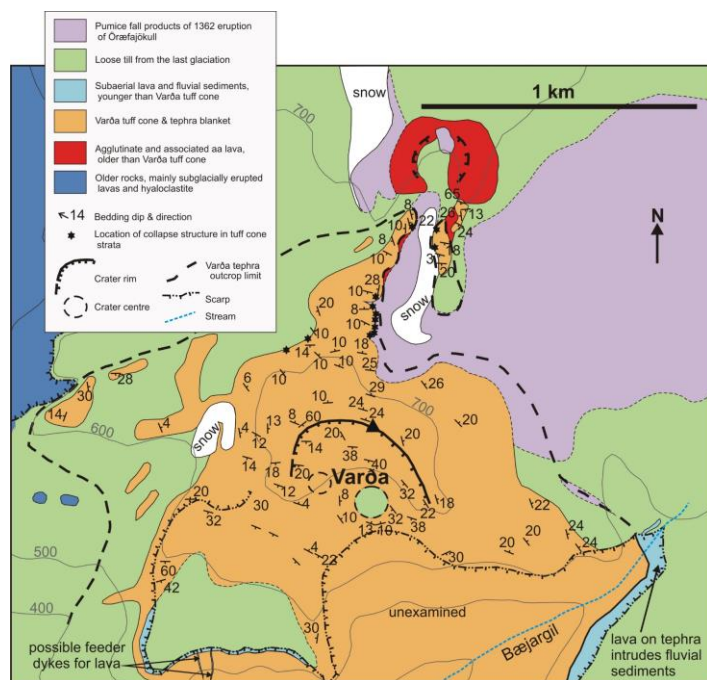 Pumice fall products of 1362 eruption
of Öræfajökull
Loose till from the last glaciation
Subaerial lava and fluvial sediments,
younger than Varða tuff cone
Varða tuff cone & tephra blanket
Agglutinate and associated aa lava,
older than Varða tuff cone
Older rocks, mainly subglacially erupted
lavas and hyaloclastite
14 Bedding dip & direction
Location of collapse structure in tuff cone
strata
Crater rim
Varða tephra
outcrop limit
Crater centre
Scarp
Stream
snow
700
1 km
N
65
8
22 26 13
10
24
8
18
10
3
20
28
10
snow
8
20
10
10
18
14
10
10
10
25
28
30
6
10
29
26
14
10
24
700
4
600
snow
4
13
8 60
24
20
12
14
20
20
38
14
18
20
40
Varða
12
32
20
30
4
8
18
22
22
32
10
32
38
13 10
24
20
20
24
500
4
23
30
60
42
400
unexamined
30
Bæjargil
possible feeder
dykes for lava
lava on tephra
intrudes fluvial
sediments